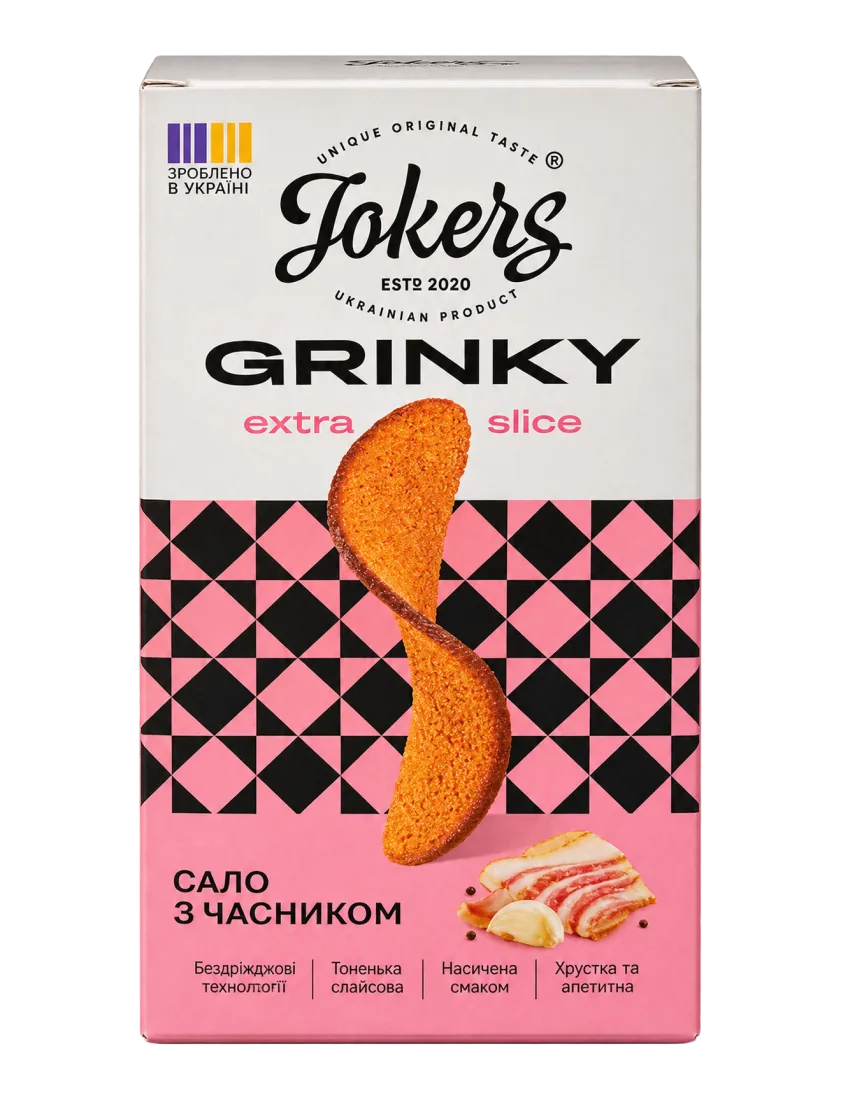 ЗРОБЛЕНО
В УКРАЇНІ
UNIQUE ORIGINAL TASTE ®
Jokers
ESTº 2020
UKRAINIAN PRODUCT
GRINKY
extra slice
САЛО
З ЧАСНИКОМ
Бездріжджові
технології
Тоненька
слайсова
Насичена
смаком
Хрустка та
апетитна